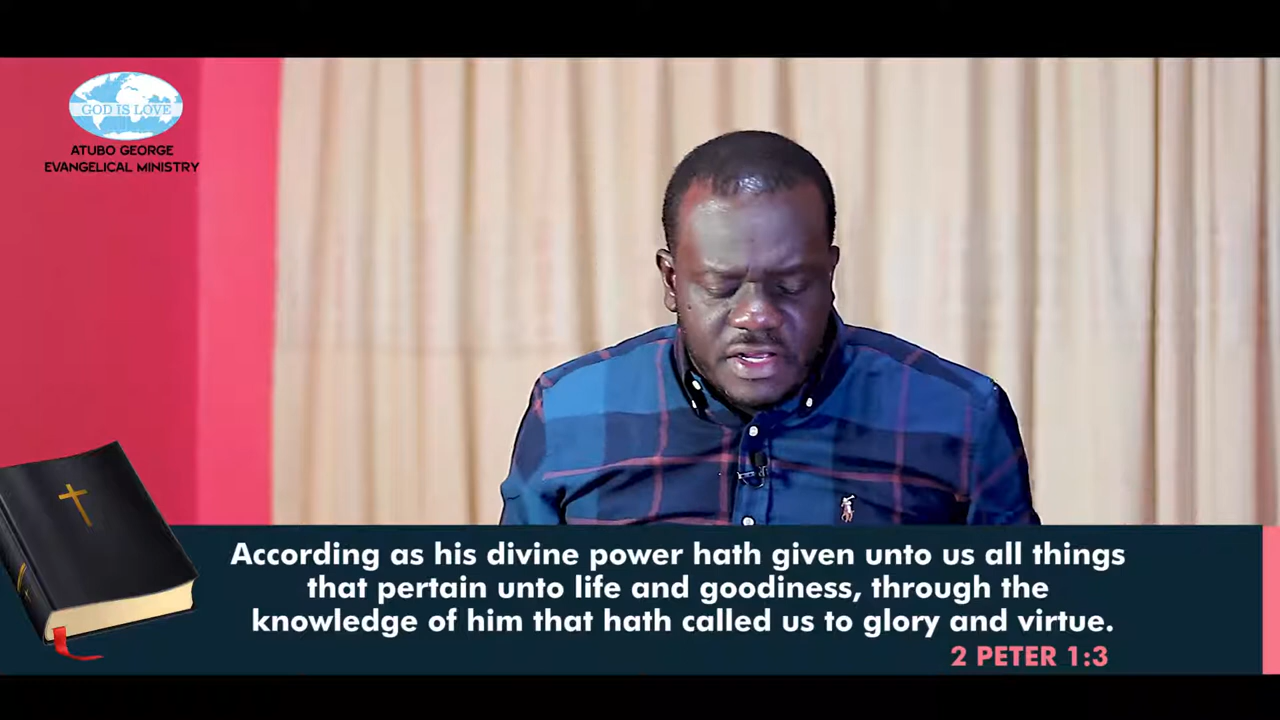 GOD IS LOVE
ATUBO GEORGE
EVANGELICAL MINISTRY
According as his divine power hath given unto us all things
that pertain unto life and goodiness, through the
knowledge of him that hath called us to glory and virtue.
2 PETER 1:3